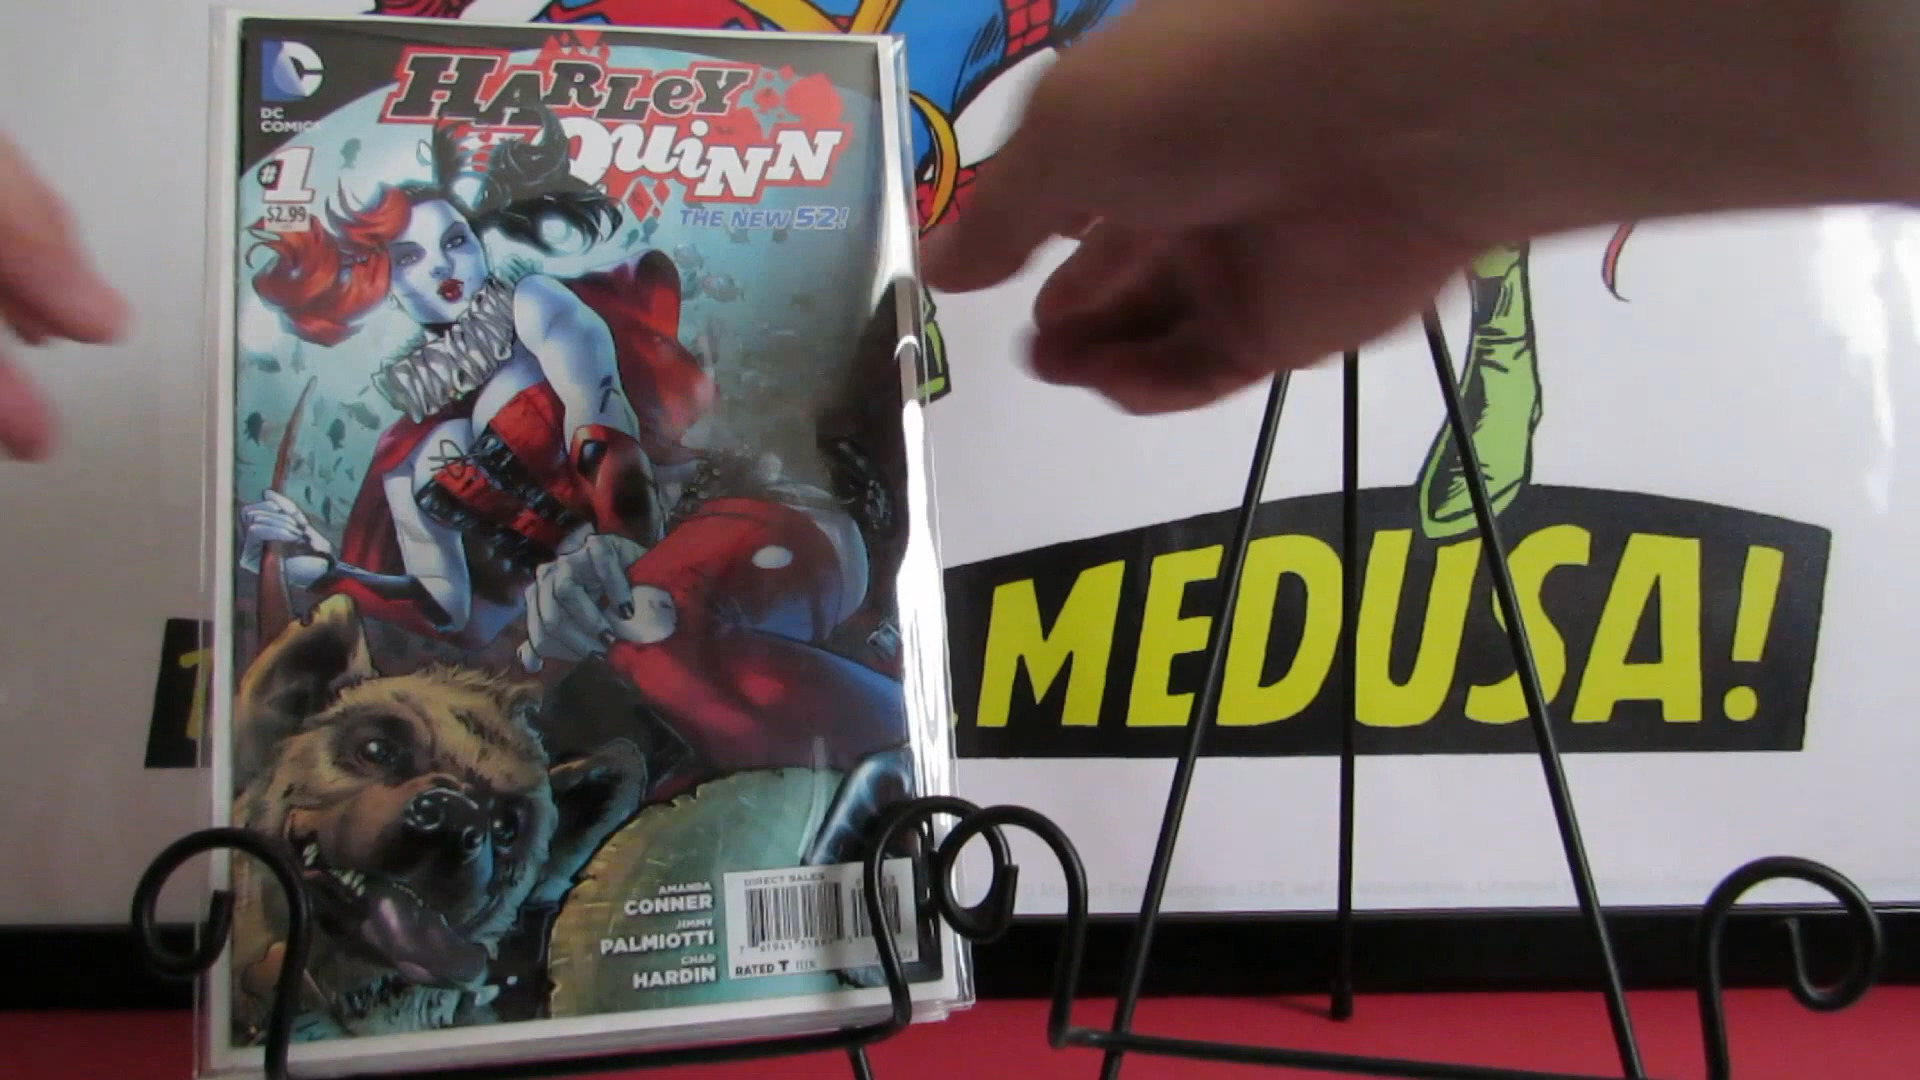 DC COMICS
HARLEY
QUINN
#1
$2.99
THE NEW 52!
MEDUSA!
AMANDA
CONNER
JIMMY
PALMIOTTI
CHAD
HARDIN
DIRECT SALES
RATED T TEEN